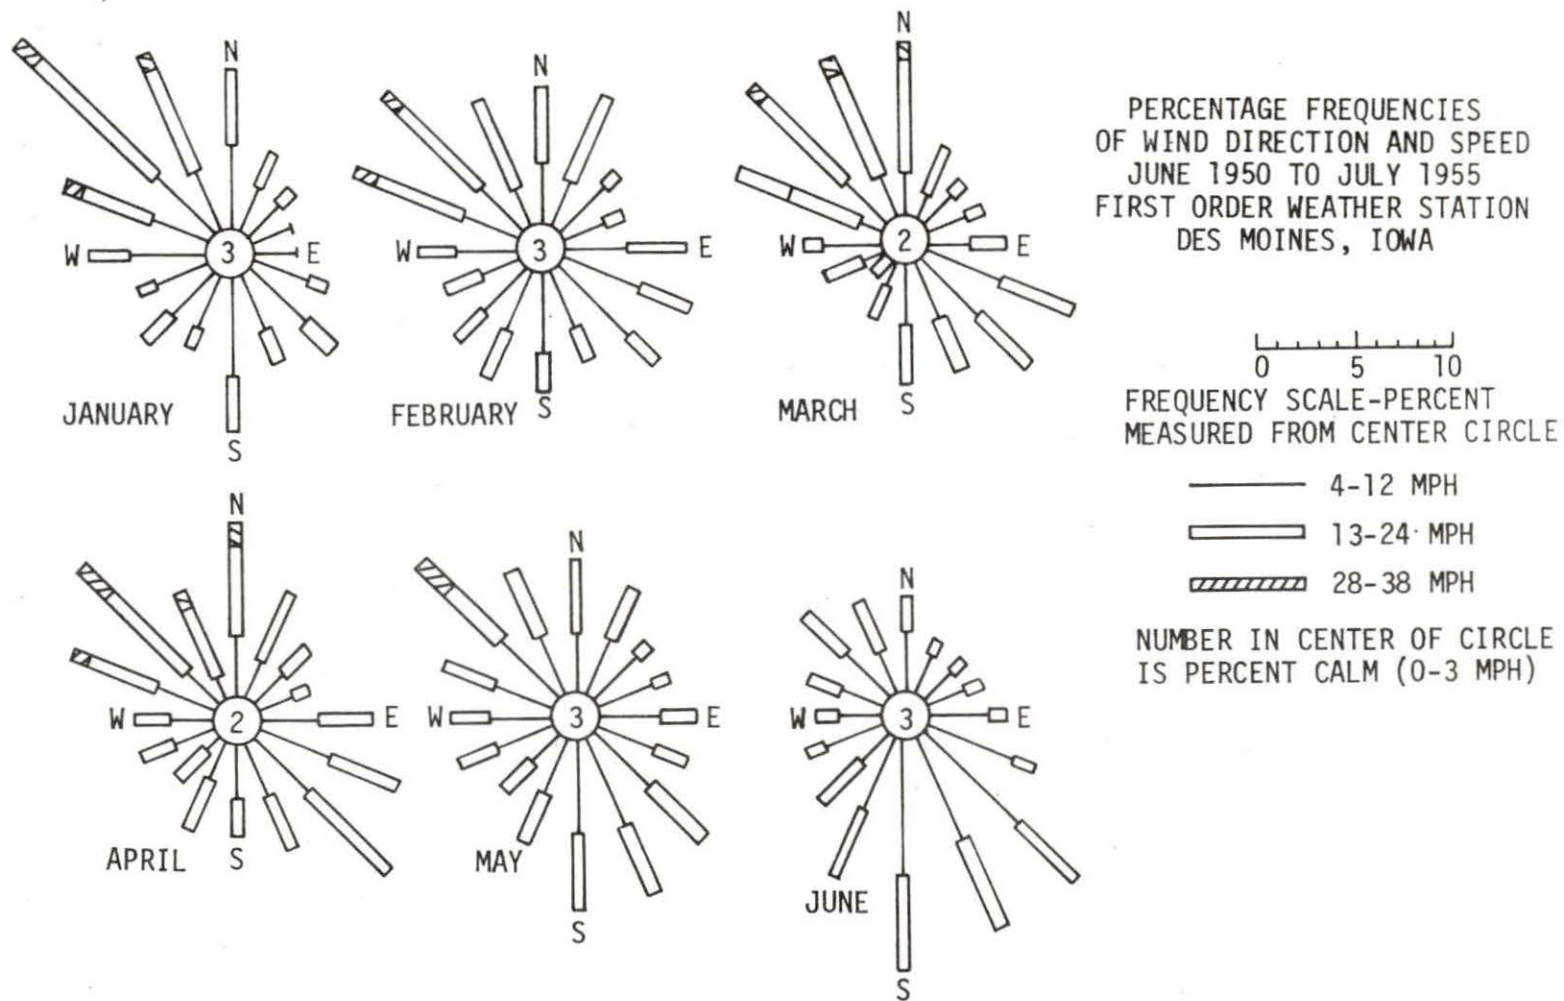 N
W 3 E
S
JANUARY
N
W 3 E
S
FEBRUARY
N
W 2 E
S
MARCH
PERCENTAGE FREQUENCIES
OF WIND DIRECTION AND SPEED
JUNE 1950 TO JULY 1955
FIRST ORDER WEATHER STATION
DES MOINES, IOWA
0 5 10
FREQUENCY SCALE-PERCENT
MEASURED FROM CENTER CIRCLE
4-12 MPH
13-24 MPH
28-38 MPH
NUMBER IN CENTER OF CIRCLE
IS PERCENT CALM (0-3 MPH)
N
W 2 E
APRIL S
N
W 3 E
MAY
S
N
W 3 E
JUNE
S